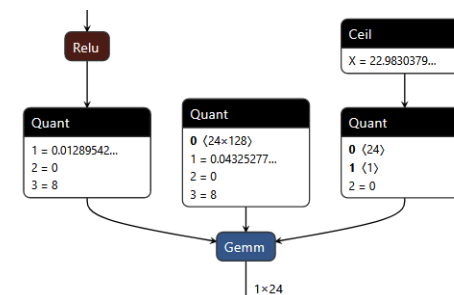 Relu
Ceil
X = 22.9830379...
Quant
1 = 0.01289542...
2 = 0
3 = 8
Quant
0 ⟨24×128⟩
1 = 0.04325277...
2 = 0
3 = 8
Quant
0 ⟨24⟩
1 ⟨1⟩
2 = 0
Gemm
1×24